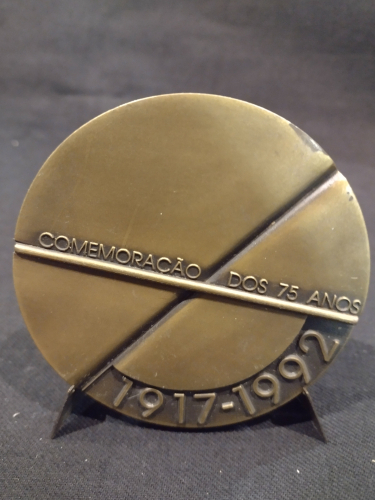 COMEMORAÇÃO DOS 75 ANOS
1917-1992